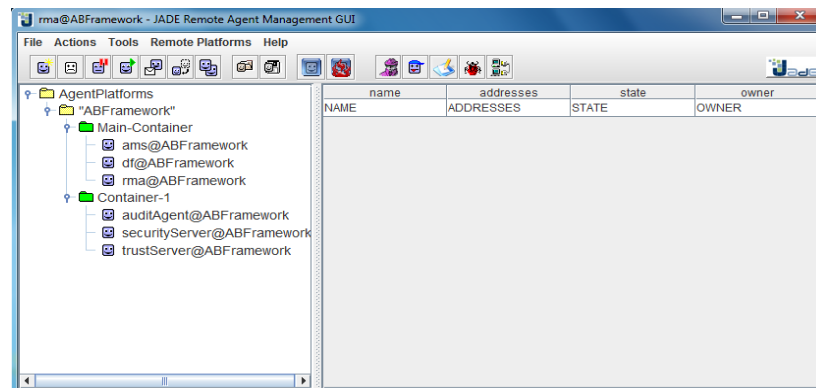 rma@ABFramework - JADE Remote Agent Management GUI
File Actions Tools Remote Platforms Help
Jade
AgentPlatforms
"ABFramework"
Main-Container
ams@ABFramework
df@ABFramework
rma@ABFramework
Container-1
auditAgent@ABFramework
securityServer@ABFramework
trustServer@ABFramework
name addresses state owner
NAME ADDRESSES STATE OWNER